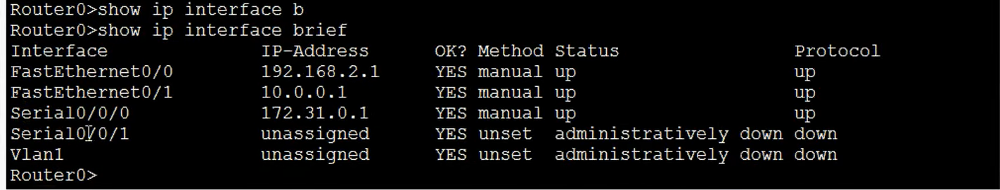 Router0>show ip interface b
Router0>show ip interface brief
Interface IP-Address OK? Method Status Protocol
FastEthernet0/0 192.168.2.1 YES manual up up
FastEthernet0/1 10.0.0.1 YES manual up up
Serial0/0/0 172.31.0.1 YES manual up up
Serial0/0/1 unassigned YES unset administratively down down
Vlan1 unassigned YES unset administratively down down
Router0>